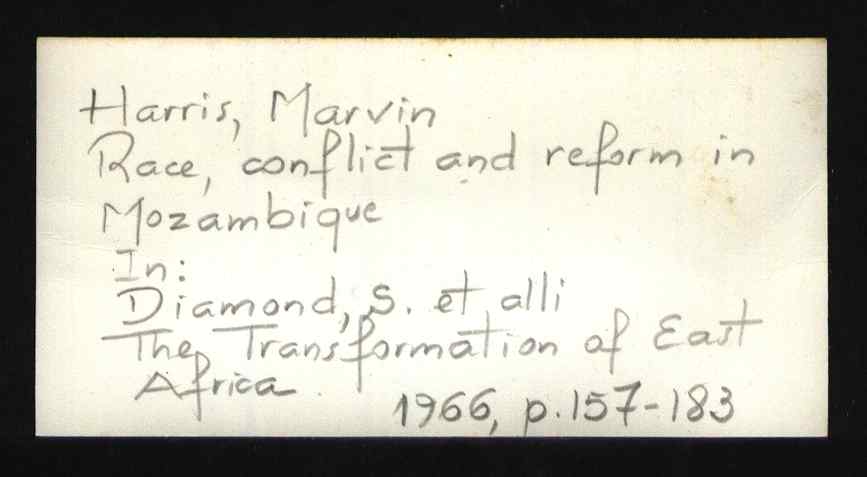 Harris, Marvin
Race, conflict and reform in
Mozambique
In:
Diamond, S. et alli
The Transformation of East
Africa.
1966, p.157-183